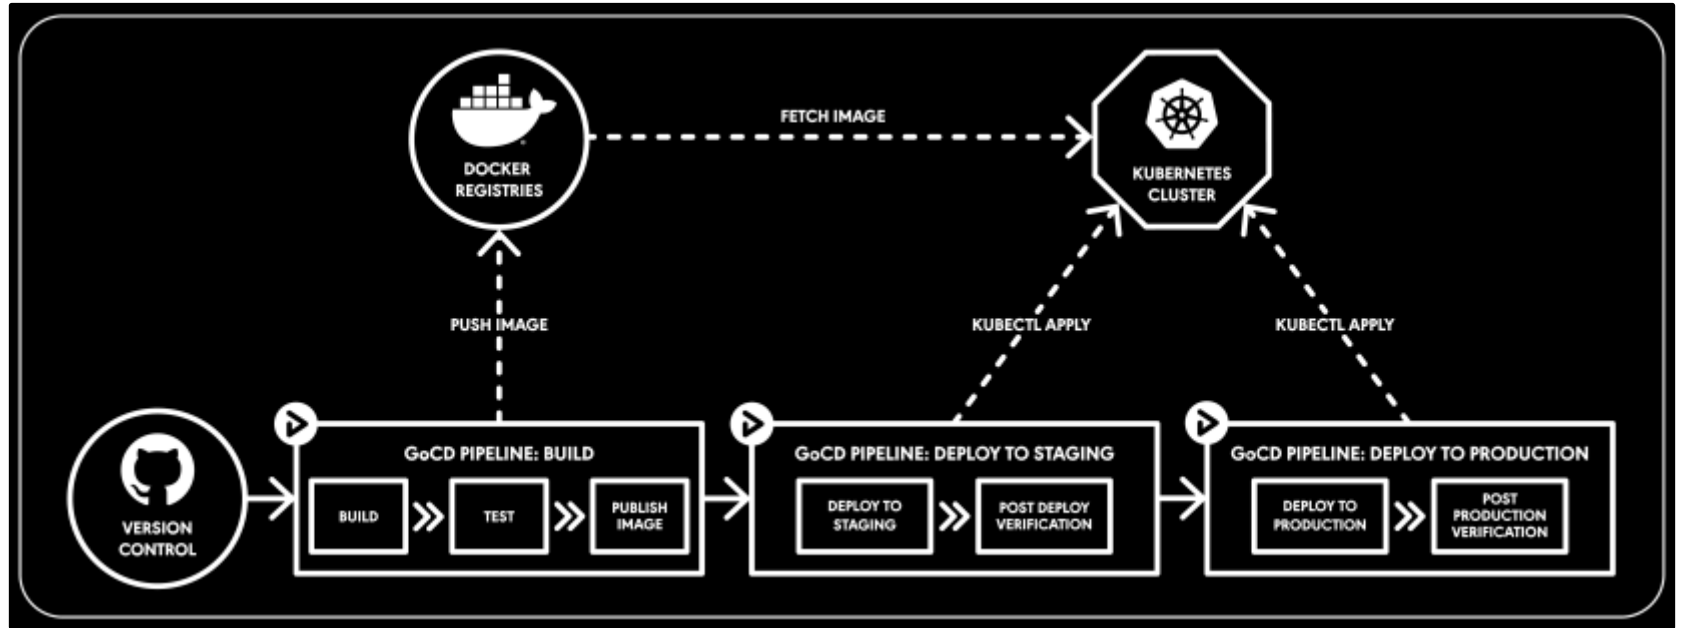 FETCH IMAGE
DOCKER
REGISTRIES
KUBERNETES
CLUSTER
PUSH IMAGE
KUBECTL APPLY
KUBECTL APPLY
VERSION
CONTROL
GoCD PIPELINE: BUILD
BUILD
TEST
PUBLISH
IMAGE
GoCD PIPELINE: DEPLOY TO STAGING
DEPLOY TO
STAGING
POST DEPLOY
VERIFICATION
GoCD PIPELINE: DEPLOY TO PRODUCTION
DEPLOY TO
PRODUCTION
POST
PRODUCTION
VERIFICATION